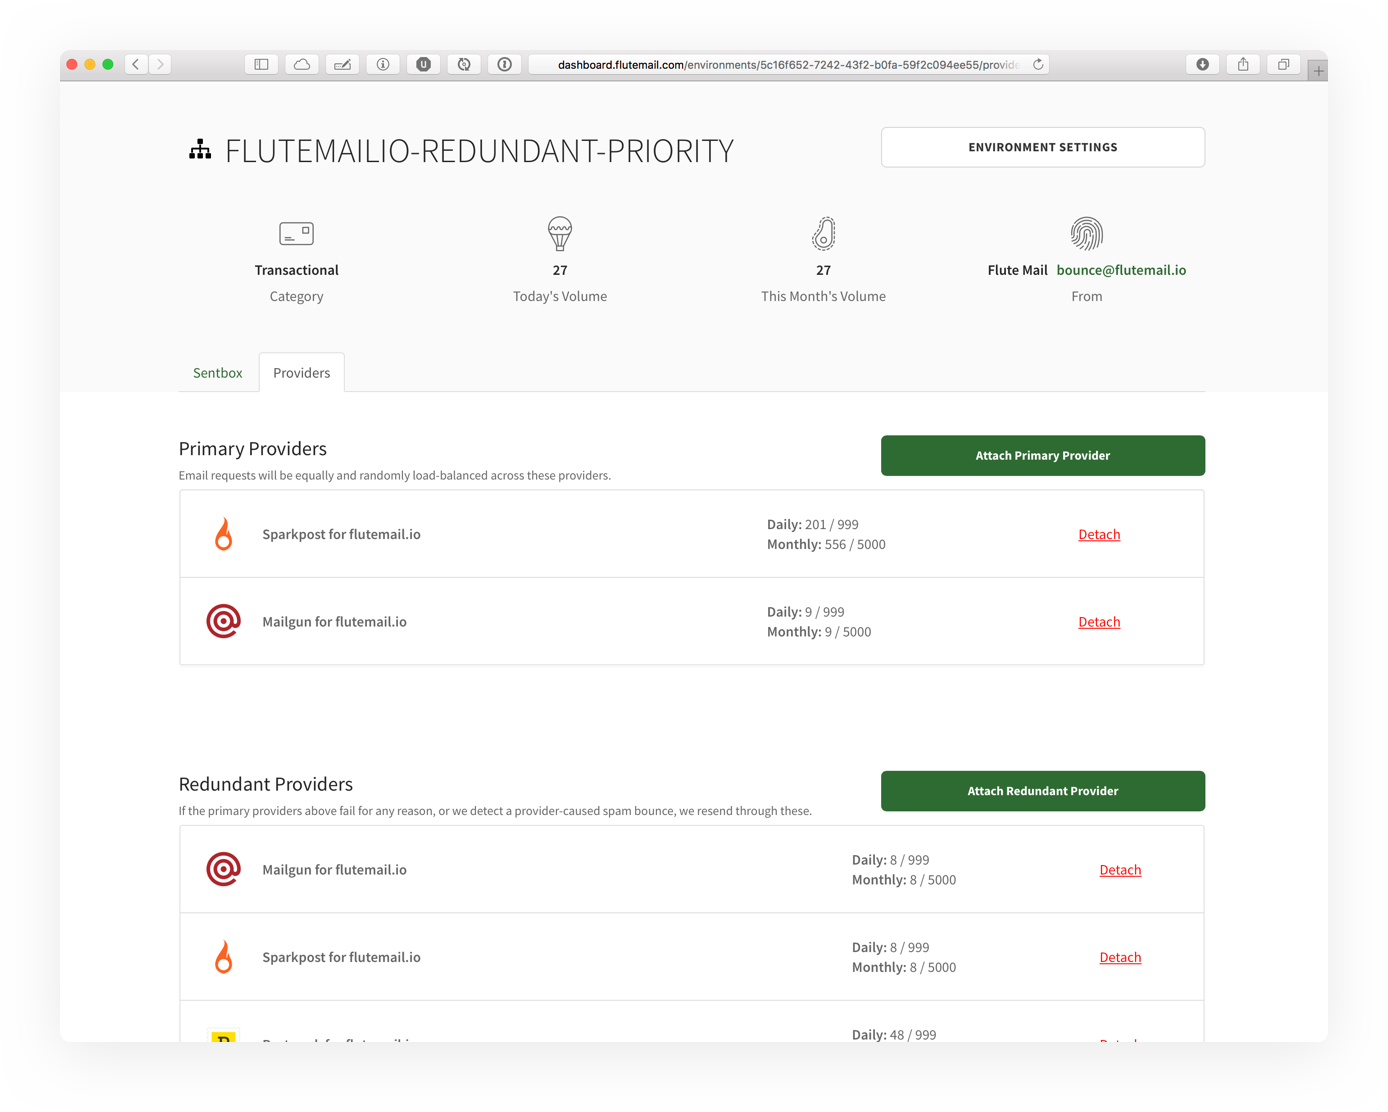 dashboard.flutemail.com/environments/5c16f652-7242-43f2-b0fa-59f2c094ee55/provide
FLUTEMAILIO-REDUNDANT-PRIORITY
ENVIRONMENT SETTINGS
Transactional
Category
27
Today's Volume
27
This Month's Volume
Flute Mail bounce@flutemail.io
From
Sentbox
Providers
Primary Providers
Email requests will be equally and randomly load-balanced across these providers.
Attach Primary Provider
Sparkpost for flutemail.io
Daily: 201 / 999
Monthly: 556 / 5000
Detach
Mailgun for flutemail.io
Daily: 9 / 999
Monthly: 9 / 5000
Detach
Redundant Providers
If the primary providers above fail for any reason, or we detect a provider-caused spam bounce, we resend through these.
Attach Redundant Provider
Mailgun for flutemail.io
Daily: 8 / 999
Monthly: 8 / 5000
Detach
Sparkpost for flutemail.io
Daily: 8 / 999
Monthly: 8 / 5000
Detach
Daily: 48 / 999